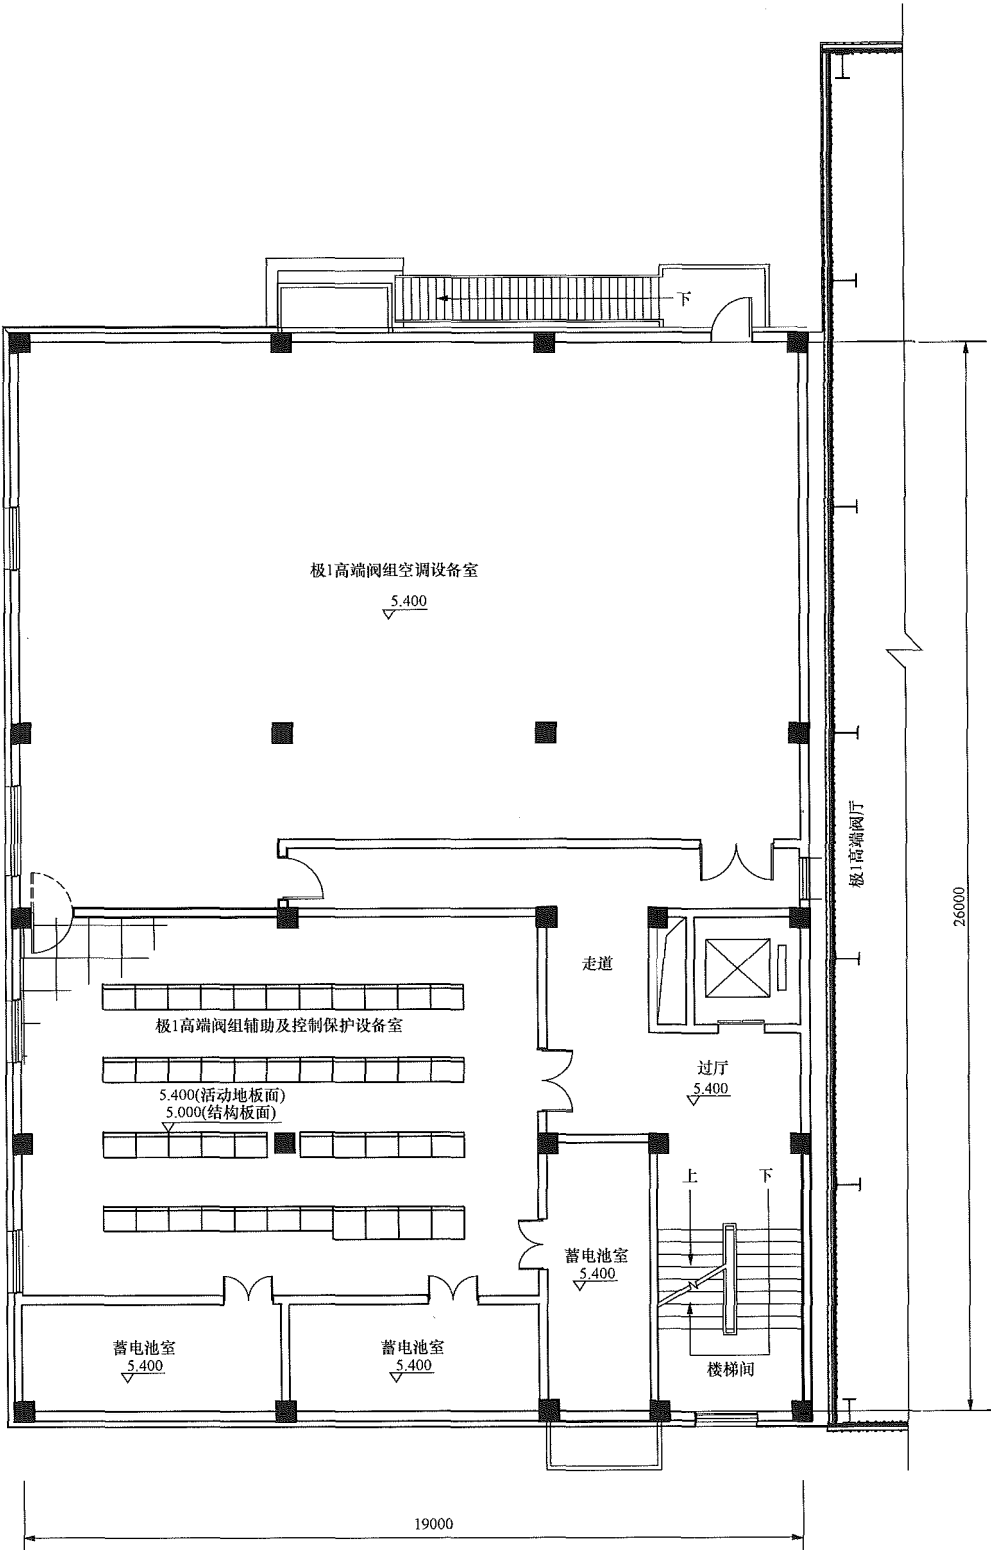 下
极1高端阀组空调设备室
5.400
极1高端阀厅
26000
走道
极1高端阀组辅助及控制保护设备室
过厅
5.400
5.400(活动地板面)
5.000(结构板面)
上
下
蓄电池室
5.400
蓄电池室
5.400
蓄电池室
5.400
楼梯间
19000